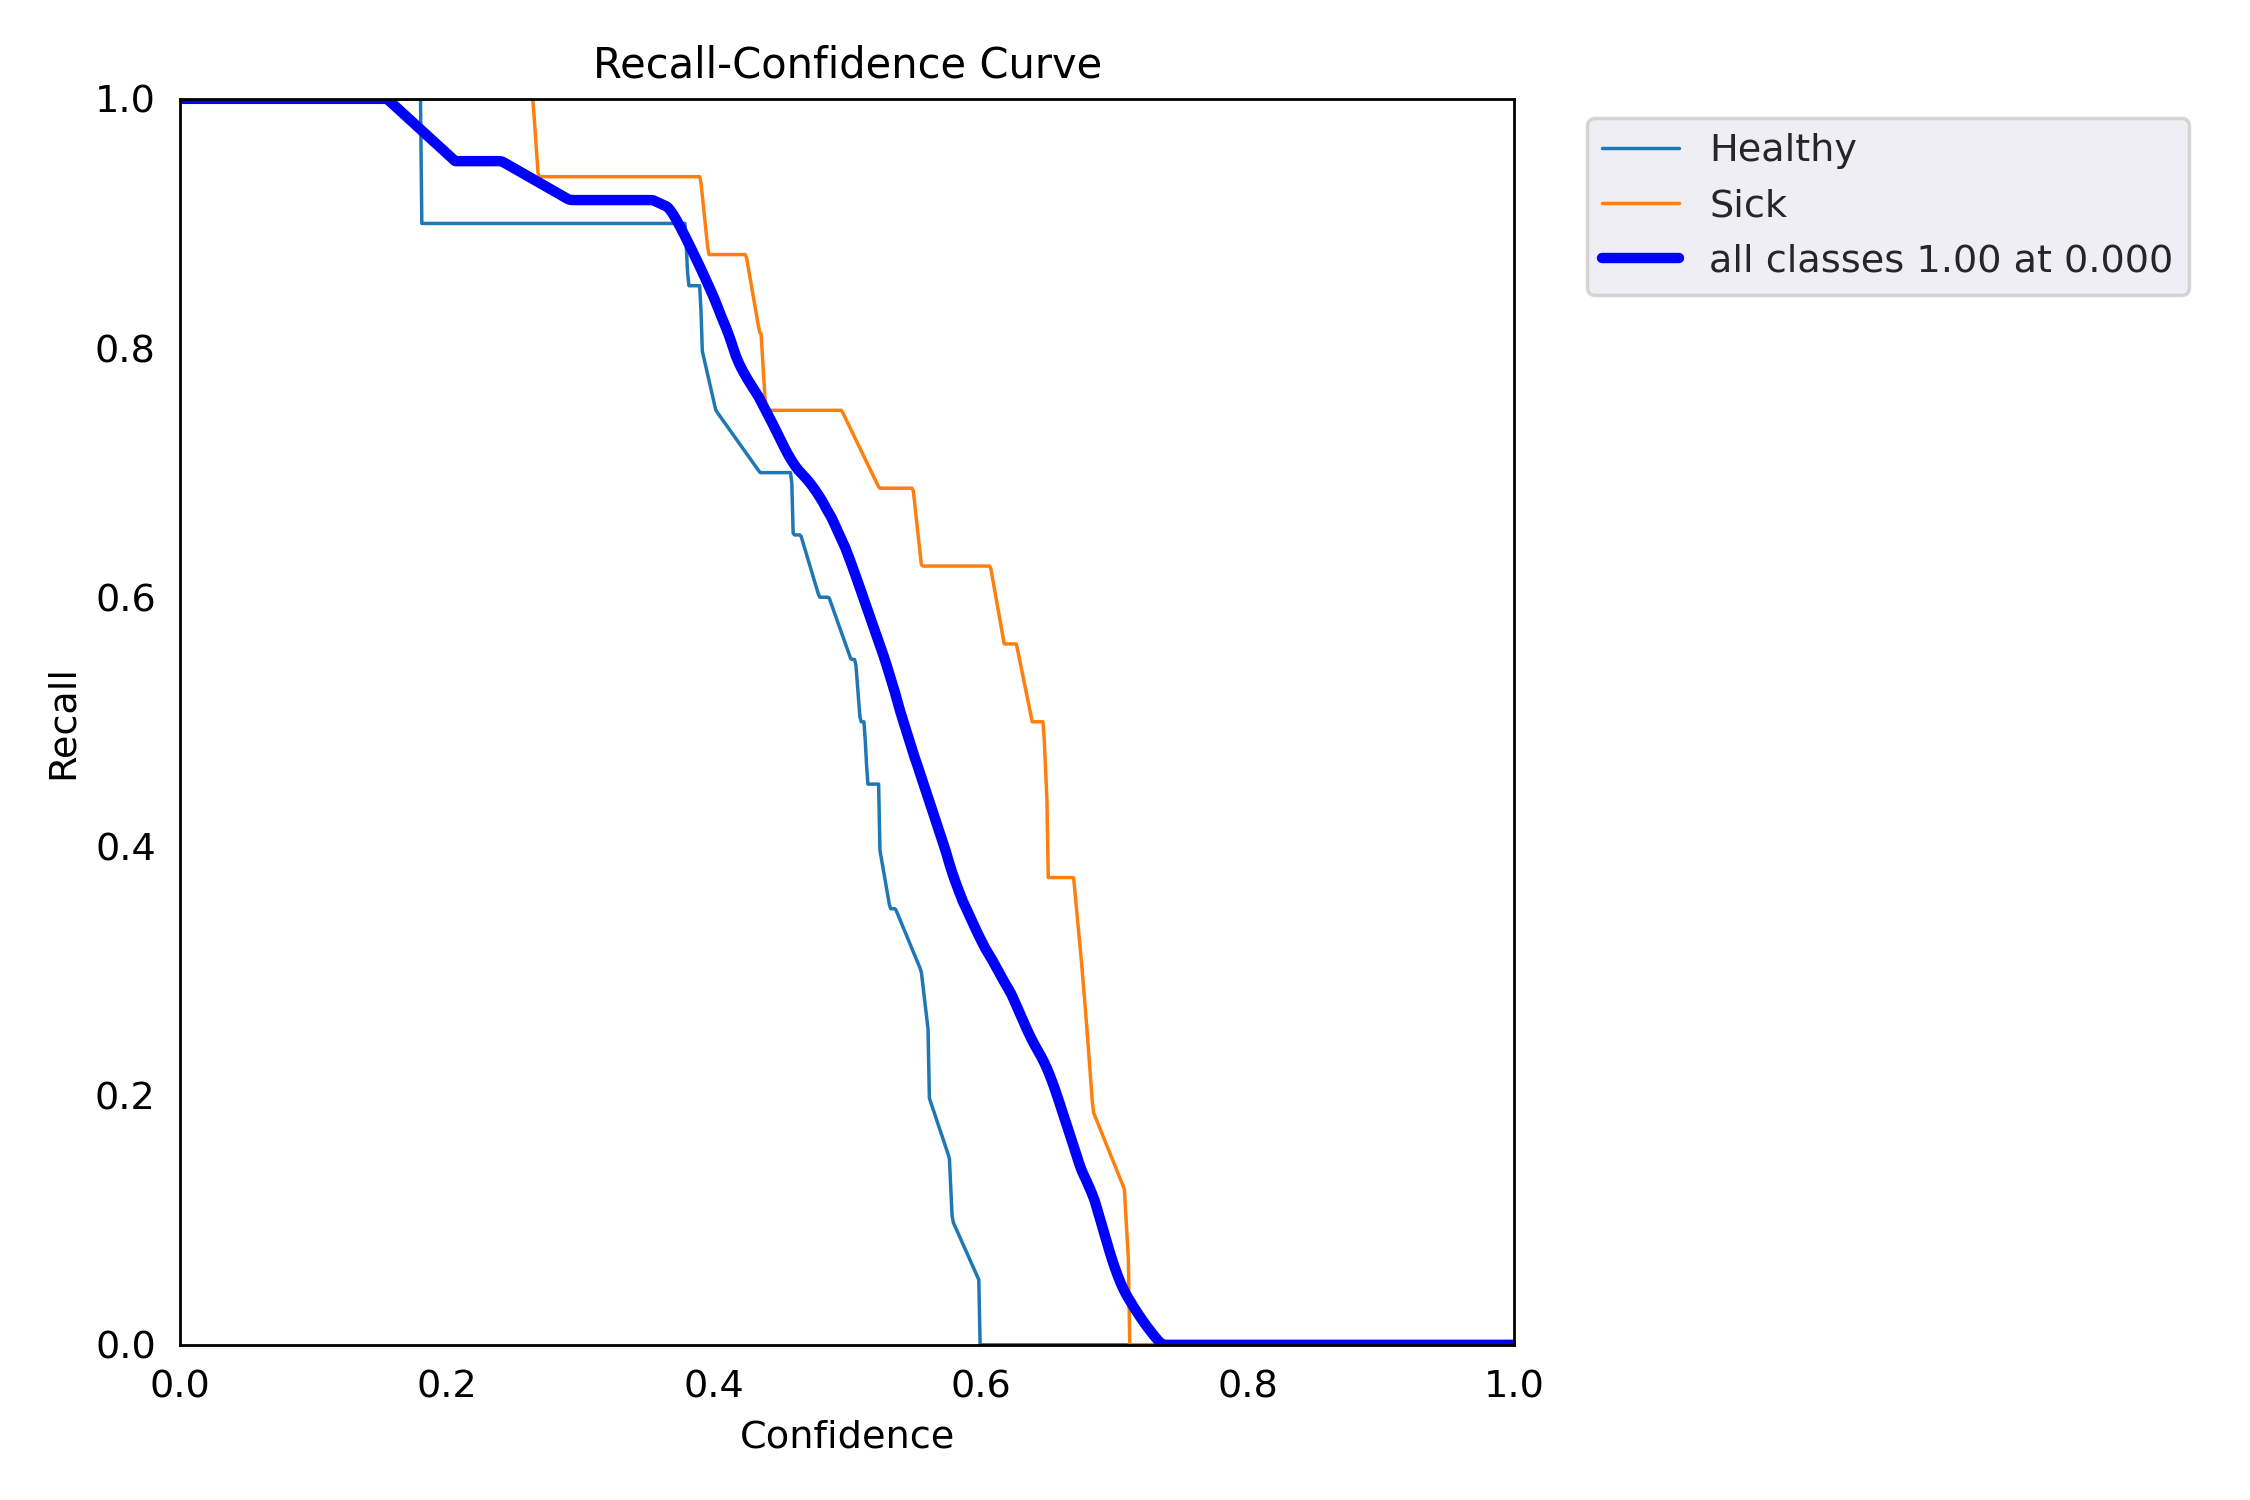 Recall-Confidence Curve
1.0
0.8
0.6
0.4
0.2
0.0
Recall
0.0 0.2 0.4 0.6 0.8 1.0
Confidence
Healthy
Sick
all classes 1.00 at 0.000